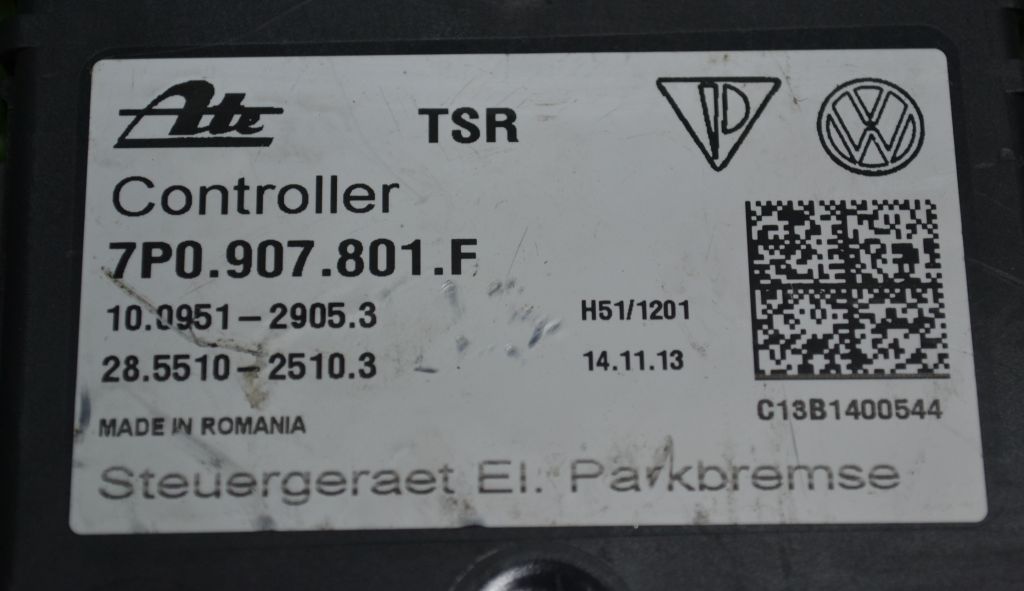 Ate TSR
Controller
7P0.907.801.F
10.0951-2905.3 H51/1201
28.5510-2510.3 14.11.13
C13B1400544
MADE IN ROMANIA
Steuergeraet El. Parkbremse